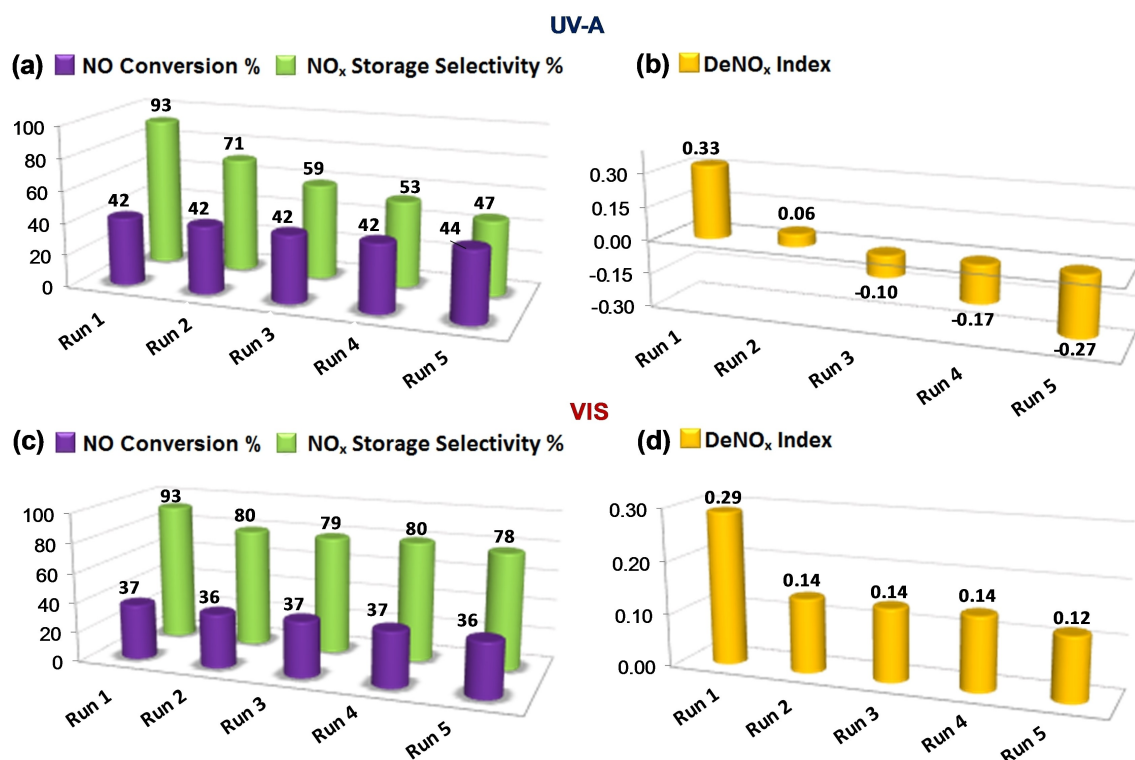 UV-A
(a) NO Conversion % NOₓ Storage Selectivity %
93
71
59
53
47
42
42
42
42
44
100
80
60
40
20
0
Run 1
Run 2
Run 3
Run 4
Run 5
(b) DeNOₓ Index
0.33
0.06
-0.10
-0.17
-0.27
0.30
0.15
0.00
-0.15
-0.30
Run 1
Run 2
Run 3
Run 4
Run 5
VIS
(c) NO Conversion % NOₓ Storage Selectivity %
93
80
79
80
78
37
36
37
37
36
100
80
60
40
20
0
Run 1
Run 2
Run 3
Run 4
Run 5
(d) DeNOₓ Index
0.29
0.14
0.14
0.14
0.12
0.30
0.20
0.10
0.00
Run 1
Run 2
Run 3
Run 4
Run 5